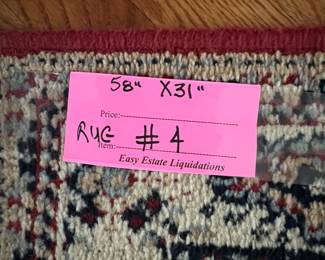 58" X31"
Price:
RUG # 4
Item:
Easy Estate Liquidations